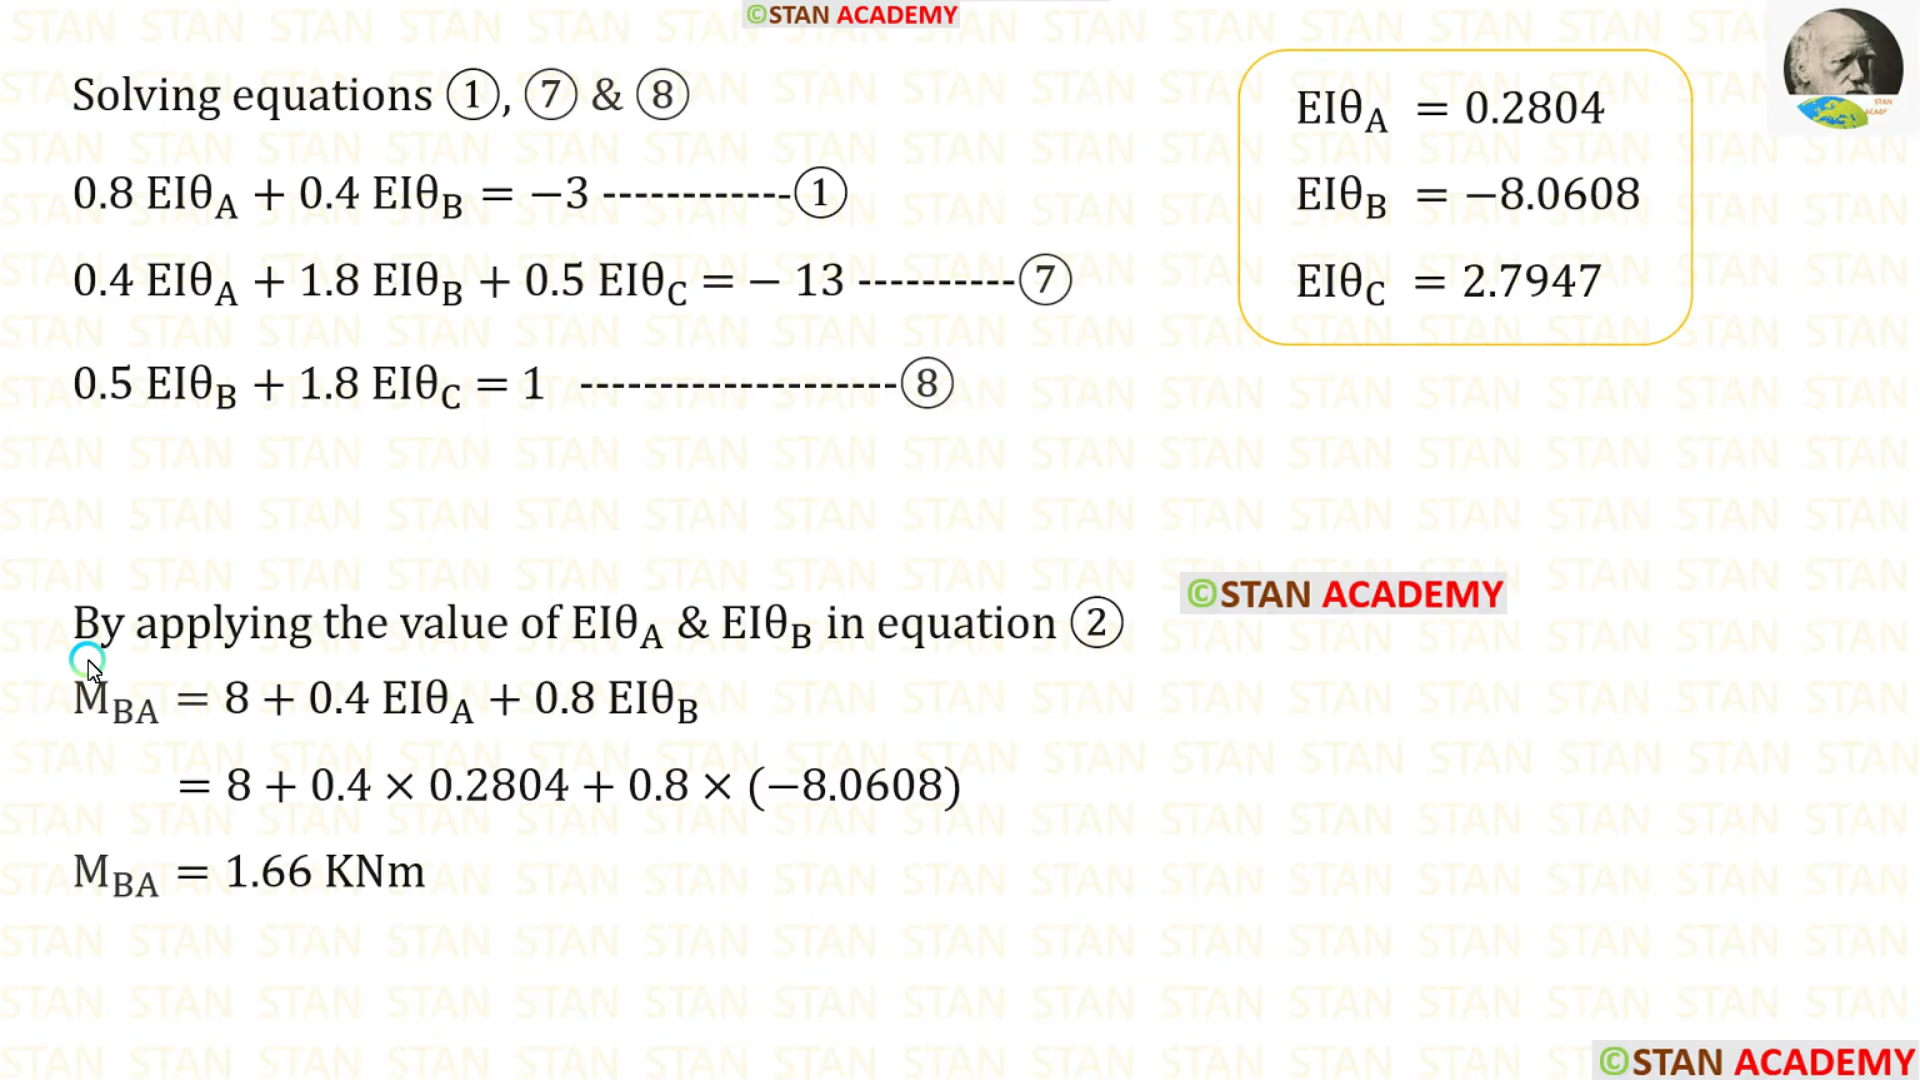 ©STAN ACADEMY
Solving equations ①, ⑦ & ⑧
0.8 EIθA + 0.4 EIθB = −3 -----------①
0.4 EIθA + 1.8 EIθB + 0.5 EIθC = − 13 ----------⑦
0.5 EIθB + 1.8 EIθC = 1 --------------------⑧
EIθA = 0.2804
EIθB = −8.0608
EIθC = 2.7947
STAN
ACADY
©STAN ACADEMY
By applying the value of EIθA & EIθB in equation ②
MBA = 8 + 0.4 EIθA + 0.8 EIθB
= 8 + 0.4 × 0.2804 + 0.8 × (−8.0608)
MBA = 1.66 KNm
©STAN ACADEMY